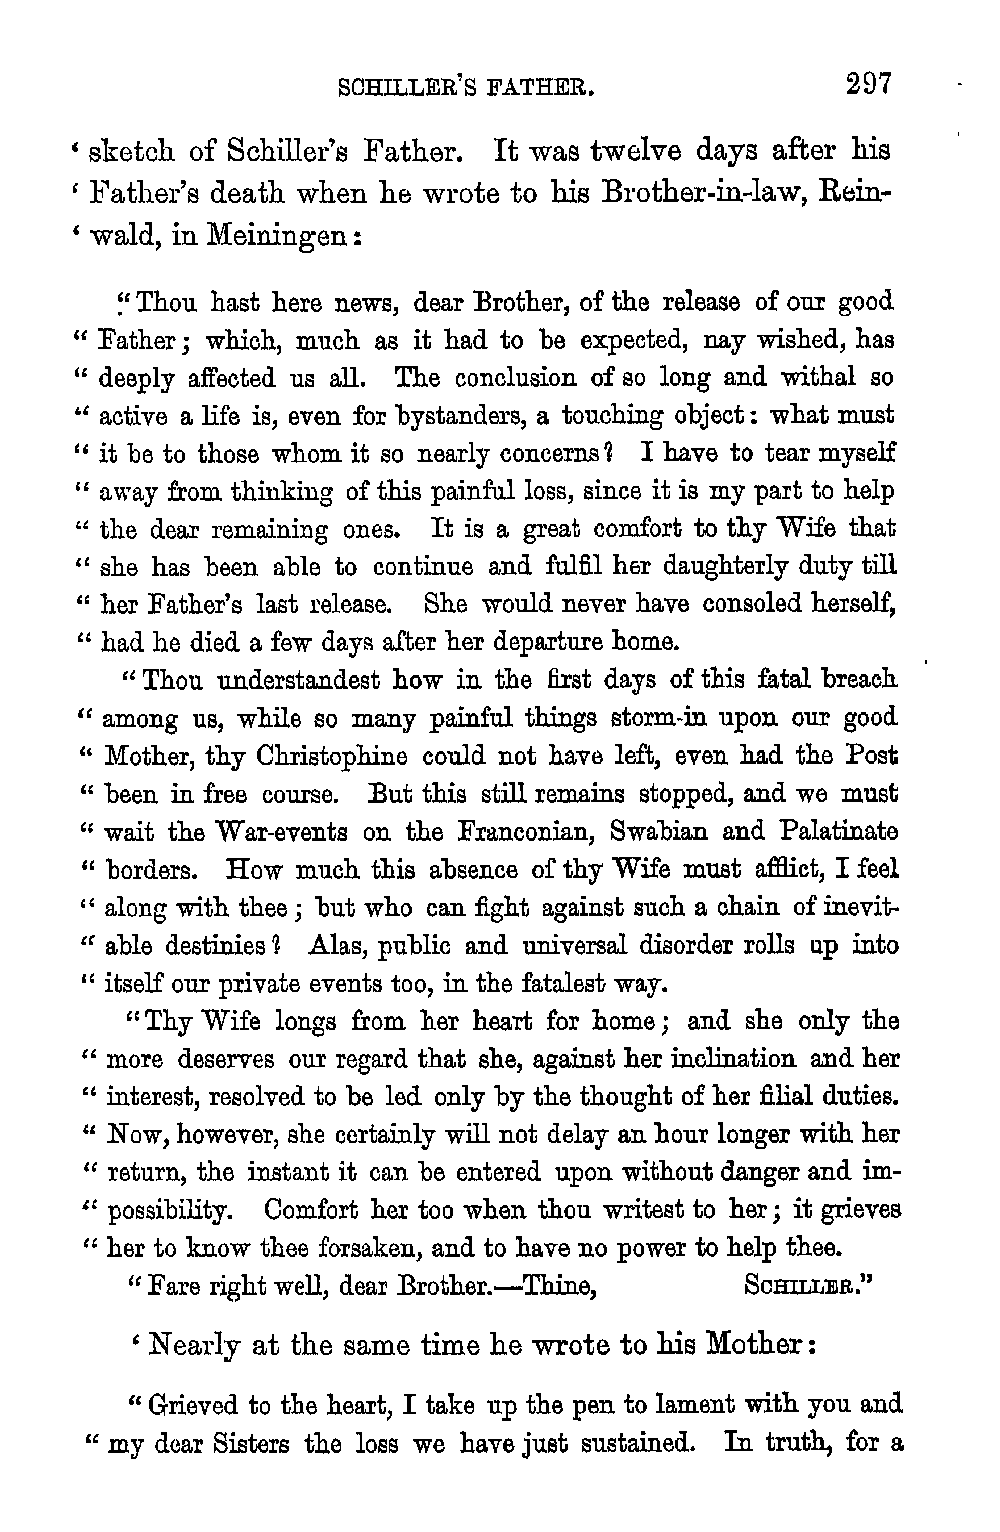 SCHILLER'S FATHER. 297
‘ sketch of Schiller's Father. It was twelve days after his
‘ Father's death when he wrote to his Brother-in-law, Rein-
‘ wald, in Meiningen:
“Thou hast here news, dear Brother, of the release of our good
“ Father; which, much as it had to be expected, nay wished, has
“ deeply affected us all. The conclusion of so long and withal so
“ active a life is, even for bystanders, a touching object: what must
“ it be to those whom it so nearly concerns? I have to tear myself
“ away from thinking of this painful loss, since it is my part to help
“ the dear remaining ones. It is a great comfort to thy Wife that
“ she has been able to continue and fulfil her daughterly duty till
“ her Father's last release. She would never have consoled herself,
“ had he died a few days after her departure home.
“Thou understandest how in the first days of this fatal breach
“ among us, while so many painful things storm-in upon our good
“ Mother, thy Christophine could not have left, even had the Post
“ been in free course. But this still remains stopped, and we must
“ wait the War-events on the Franconian, Swabian and Palatinate
“ borders. How much this absence of thy Wife must afflict, I feel
“ along with thee; but who can fight against such a chain of inevit-
“ able destinies? Alas, public and universal disorder rolls up into
“ itself our private events too, in the fatalest way.
“Thy Wife longs from her heart for home; and she only the
“ more deserves our regard that she, against her inclination and her
“ interest, resolved to be led only by the thought of her filial duties.
“ Now, however, she certainly will not delay an hour longer with her
“ return, the instant it can be entered upon without danger and im-
“ possibility. Comfort her too when thou writest to her; it grieves
“ her to know thee forsaken, and to have no power to help thee.
“Fare right well, dear Brother.—Thine, SCHILLER.”
‘ Nearly at the same time he wrote to his Mother:
“Grieved to the heart, I take up the pen to lament with you and
“ my dear Sisters the loss we have just sustained. In truth, for a